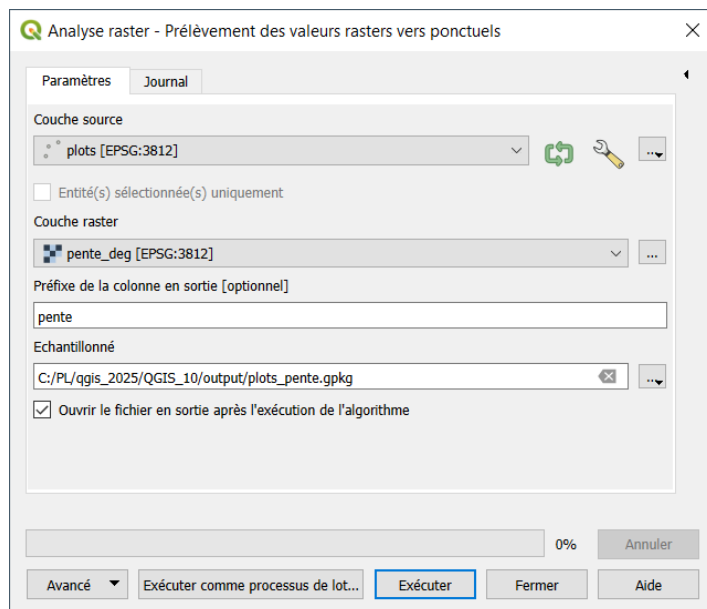 Analyse raster - Prélèvement des valeurs rasters vers ponctuels
Paramètres
Journal
Couche source
plots [EPSG:3812]
...
Entité(s) sélectionnée(s) uniquement
Couche raster
pente_deg [EPSG:3812]
...
Préfixe de la colonne en sortie [optionnel]
pente
Echantillonné
C:/PL/qgis_2025/QGIS_10/output/plots_pente.gpkg
...
Ouvrir le fichier en sortie après l'exécution de l'algorithme
0%
Annuler
Avancé
Exécuter comme processus de lot...
Exécuter
Fermer
Aide